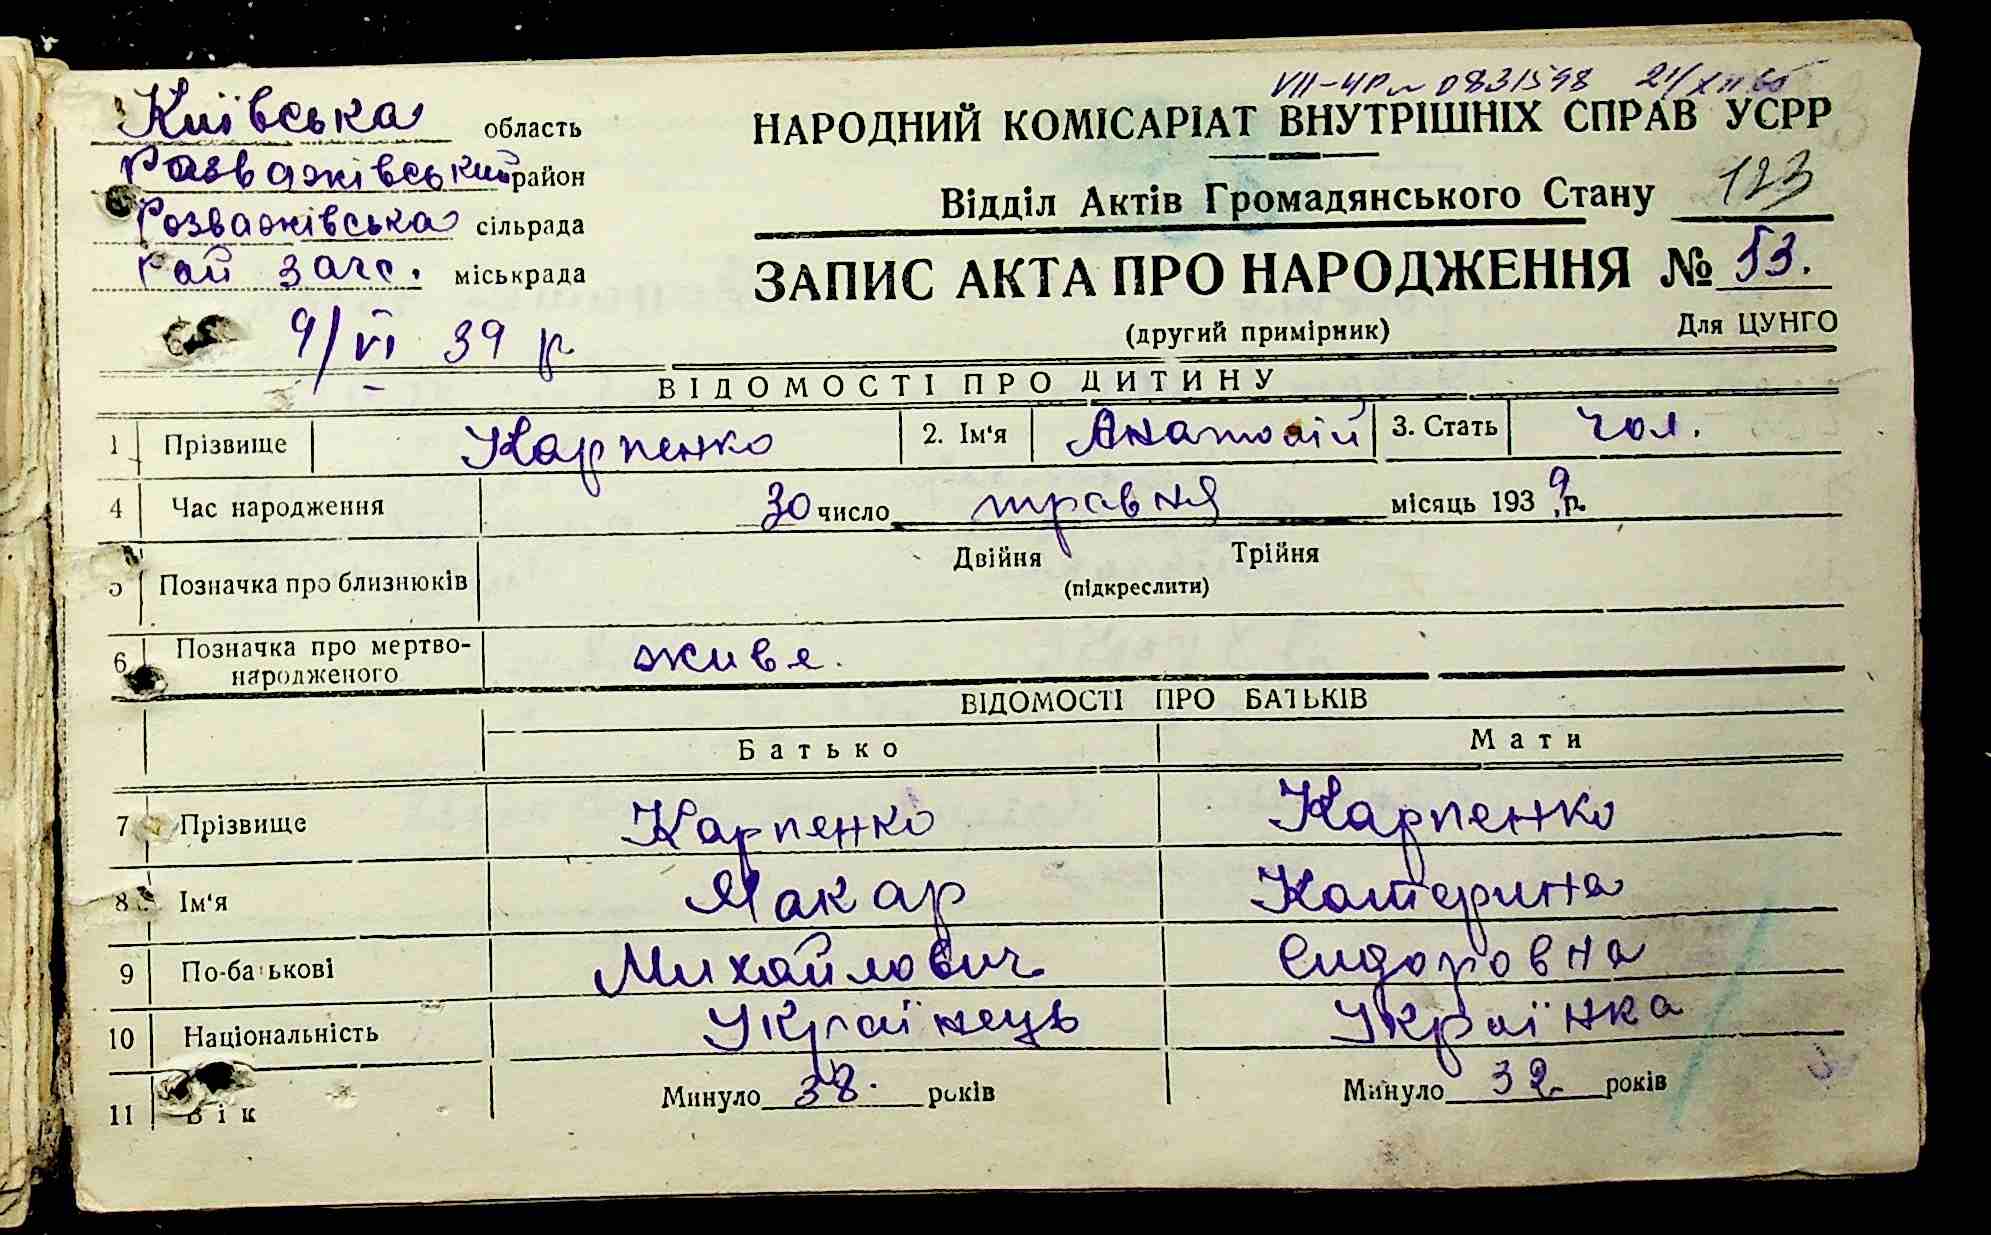 VII-ЧР № 0831598 21/XII 65
Київська область
Розважівський район
Розважівська сільрада
Рай загс. міськрада
9/VI 39 р
НАРОДНИЙ КОМІСАРІАТ ВНУТРІШНІХ СПРАВ УСРР
Відділ Актів Громадянського Стану 123
ЗАПИС АКТА ПРО НАРОДЖЕННЯ № 53.
(другий примірник) Для ЦУНГО
ВІДОМОСТІ ПРО ДИТИНУ
1 Прізвище Карпенко 2. Ім'я Анатолій 3. Стать чол.
4 Час народження 30 число травня місяць 1939 р.
5 Позначка про близнюків Двійня Трійня
(підкреслити)
6 Позначка про мертво-
народженого живе.
ВІДОМОСТІ ПРО БАТЬКІВ
Батько Мати
7 Прізвище Карпенко Карпенко
8 Ім'я Макар Катерина
9 По-батькові Михайлович Сидоровна
10 Національність Українець Українка
11 Вік Минуло 38. років Минуло 32 років